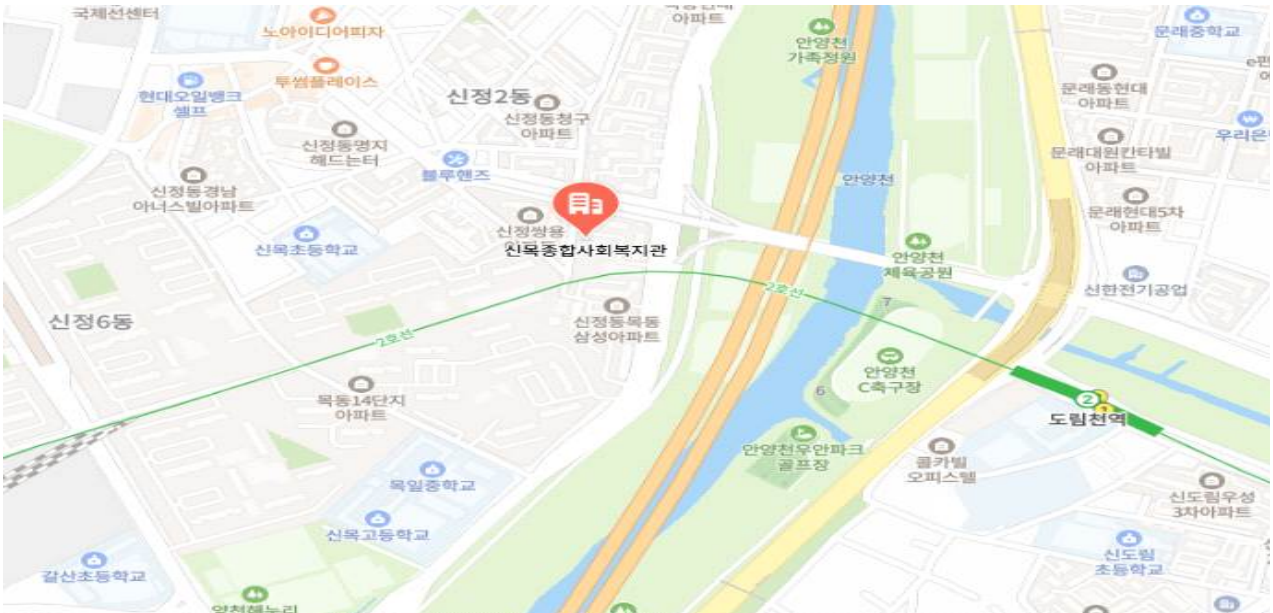 국제선센터
노아이디어피자
투썸플레이스
현대오일뱅크
셀프
신정2동
신정동청구
아파트
신정동명지
해드는터
블루핸즈
신정동경남
아너스빌아파트
신목초등학교
신정쌍용
신목종합사회복지관
신정6동
2호선
신정동목동
삼성아파트
목동14단지
아파트
목일중학교
신목고등학교
갈산초등학교
양천해누리
아파트
안양천
가족정원
안양천
안양천
체육공원
2호선
7
안양천
C축구장
6
안양천우안파크
골프장
문래중학교
문래동현대
아파트
우리은
문래대원칸타빌
아파트
문래현대5차
아파트
신한전기공업
2
도림천역
콜카빌
오피스텔
신도림우성
3차아파트
신도림
초등학교